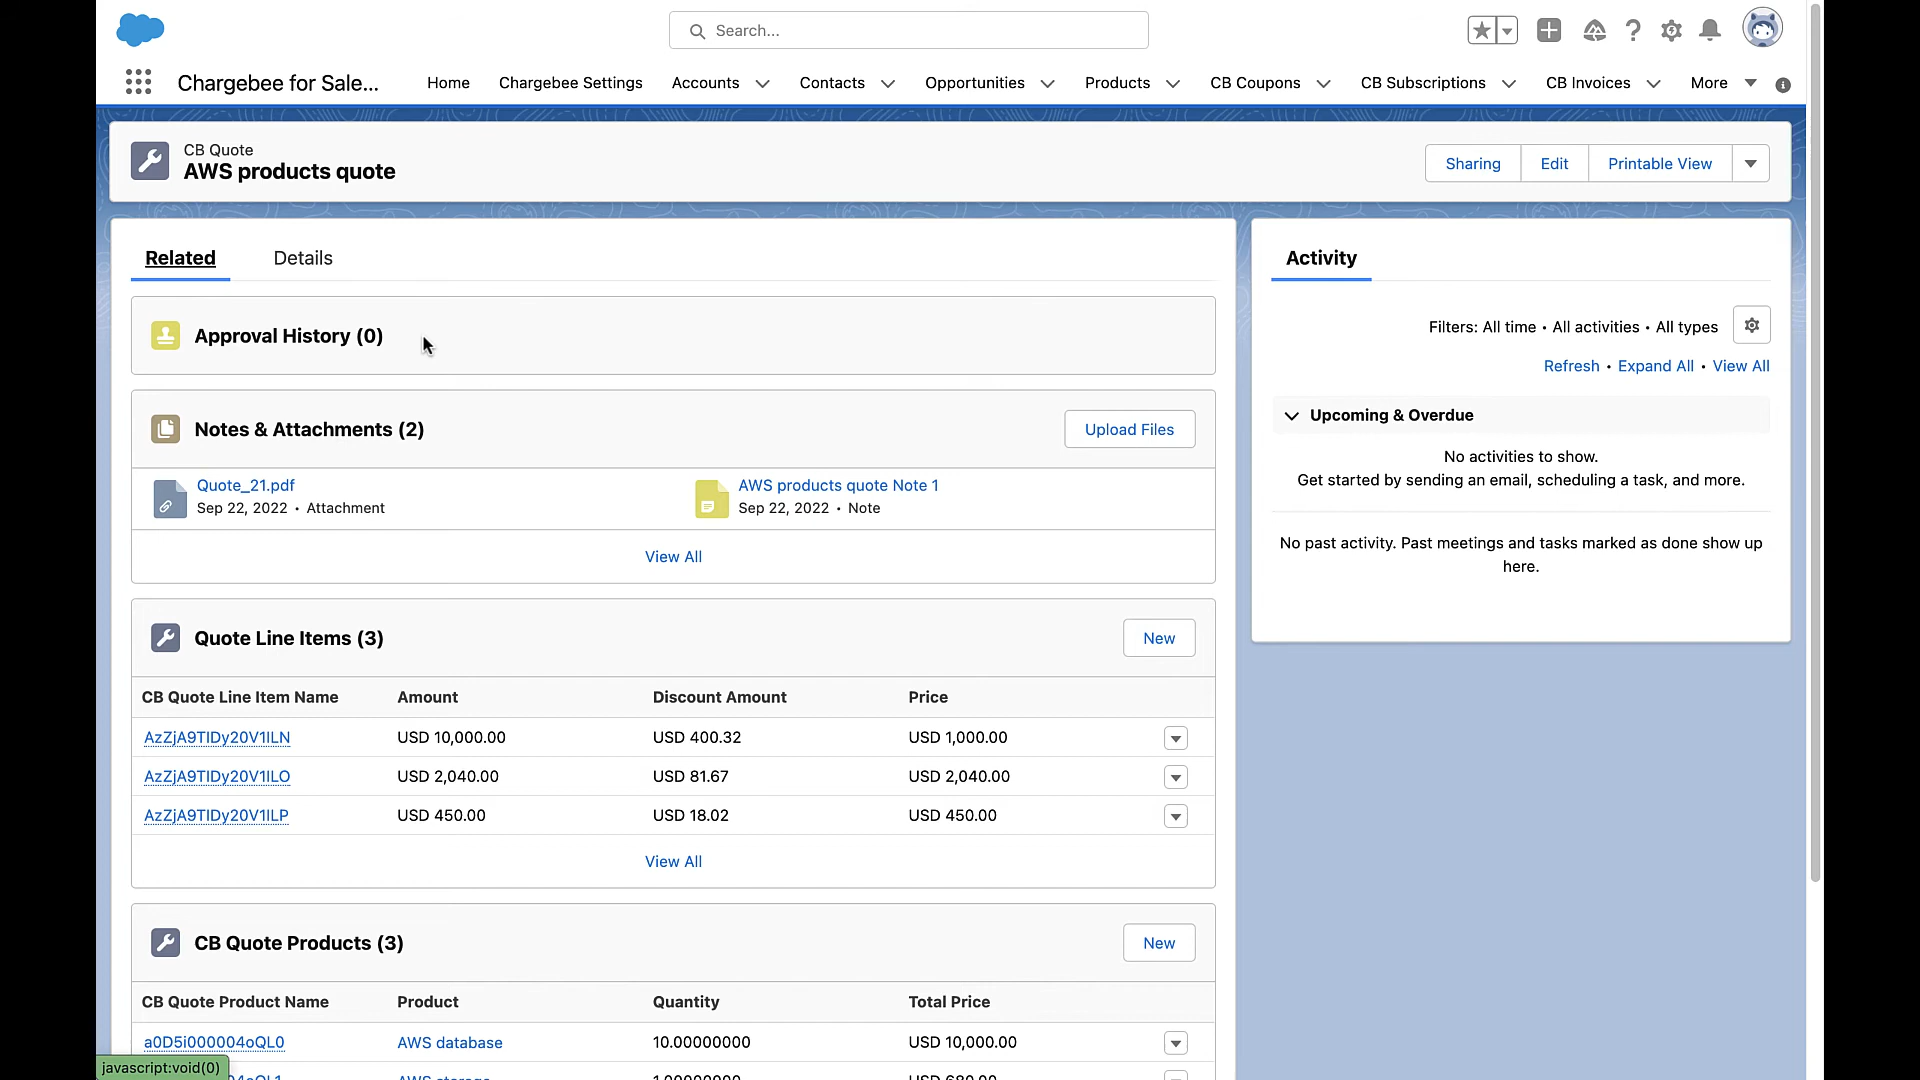 Search...
Chargebee for Sale...
Home
Chargebee Settings
Accounts
Contacts
Opportunities
Products
CB Coupons
CB Subscriptions
CB Invoices
More
CB Quote
AWS products quote
Sharing
Edit
Printable View
Related
Details
Approval History (0)
Notes & Attachments (2)
Upload Files
Quote_21.pdf
Sep 22, 2022 • Attachment
AWS products quote Note 1
Sep 22, 2022 • Note
View All
Quote Line Items (3)
New
CB Quote Line Item Name Amount Discount Amount Price
AzZjA9TIDy20V1ILN USD 10,000.00 USD 400.32 USD 1,000.00
AzZjA9TIDy20V1ILO USD 2,040.00 USD 81.67 USD 2,040.00
AzZjA9TIDy20V1ILP USD 450.00 USD 18.02 USD 450.00
View All
CB Quote Products (3)
New
CB Quote Product Name Product Quantity Total Price
a0D5i000004oQL0 AWS database 10.00000000 USD 10,000.00
javascript:void(0)
Activity
Filters: All time • All activities • All types
Refresh • Expand All • View All
Upcoming & Overdue
No activities to show.
Get started by sending an email, scheduling a task, and more.
No past activity. Past meetings and tasks marked as done show up
here.